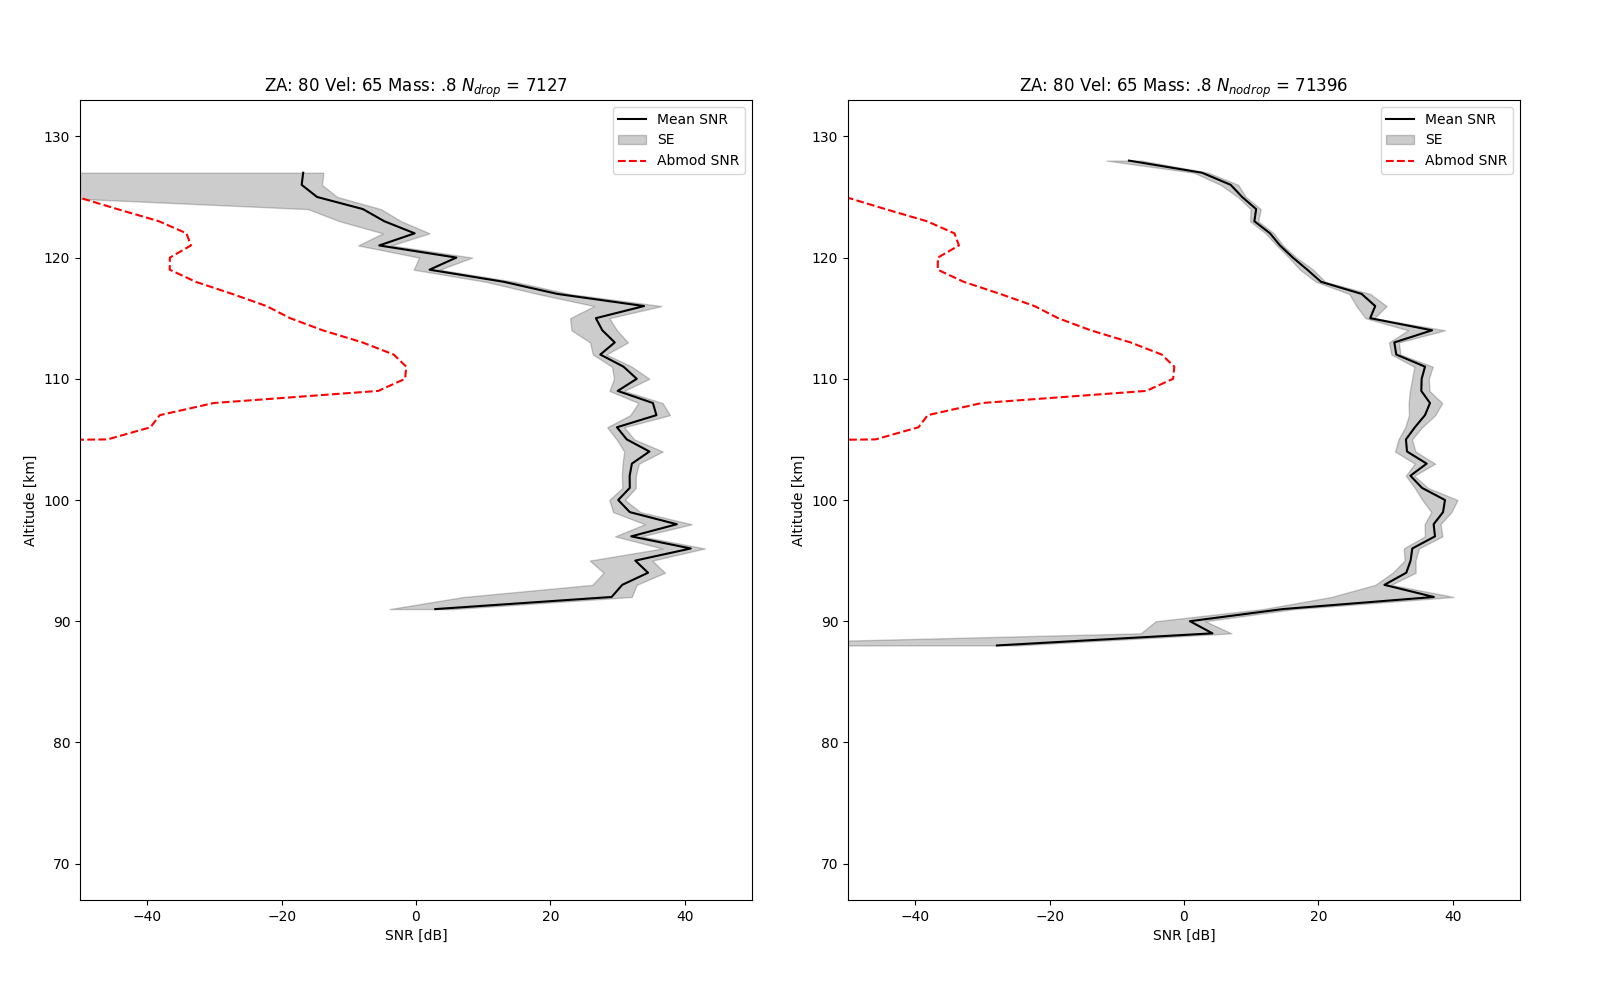 ZA: 80 Vel: 65 Mass: .8 N_drop = 7127
Mean SNR
SE
Abmod SNR
130
120
110
100
90
80
70
Altitude [km]
−40 −20 0 20 40
SNR [dB]
ZA: 80 Vel: 65 Mass: .8 N_nodrop = 71396
Mean SNR
SE
Abmod SNR
130
120
110
100
90
80
70
Altitude [km]
−40 −20 0 20 40
SNR [dB]